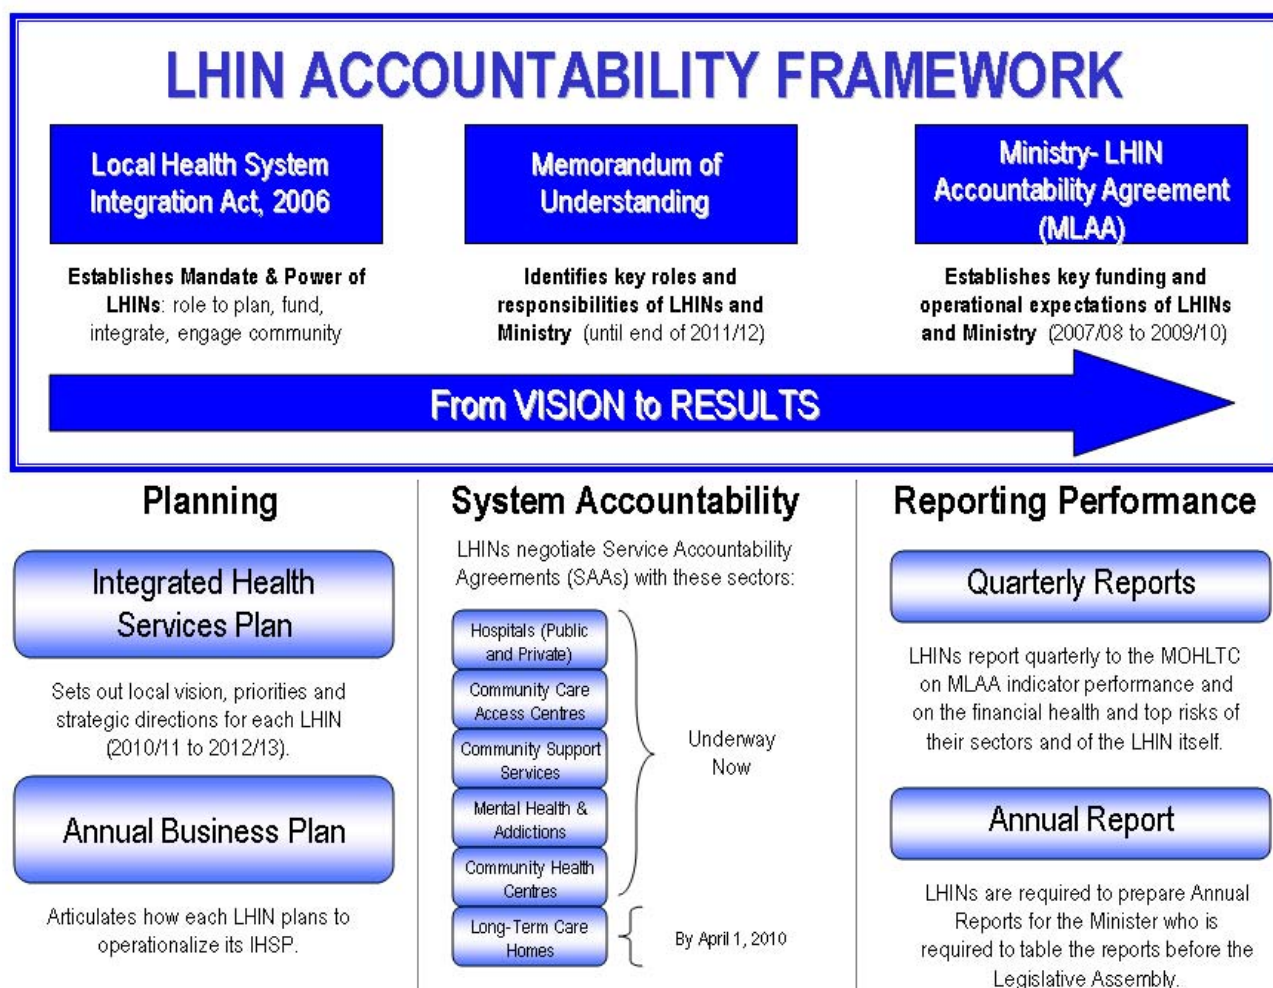 LHIN ACCOUNTABILITY FRAMEWORK
Local Health System
Integration Act, 2006
Memorandum of
Understanding
Ministry- LHIN
Accountability Agreement
(MLAA)
Establishes Mandate & Power of
LHINs: role to plan, fund,
integrate, engage community
Identifies key roles and
responsibilities of LHINs and
Ministry (until end of 2011/12)
Establishes key funding and
operational expectations of LHINs
and Ministry (2007/08 to 2009/10)
From VISION to RESULTS
Planning
Integrated Health
Services Plan
Sets out local vision, priorities and
strategic directions for each LHIN
(2010/11 to 2012/13).
Annual Business Plan
Articulates how each LHIN plans to
operationalize its IHSP.
System Accountability
LHINs negotiate Service Accountability
Agreements (SAAs) with these sectors:
Hospitals (Public
and Private)
Community Care
Access Centres
Community Support
Services
Mental Health &
Addictions
Community Health
Centres
Underway
Now
Long-Term Care
Homes
By April 1, 2010
Reporting Performance
Quarterly Reports
LHINs report quarterly to the MOHLTC
on MLAA indicator performance and
on the financial health and top risks of
their sectors and of the LHIN itself.
Annual Report
LHINs are required to prepare Annual
Reports for the Minister who is
required to table the reports before the
Legislative Assembly.